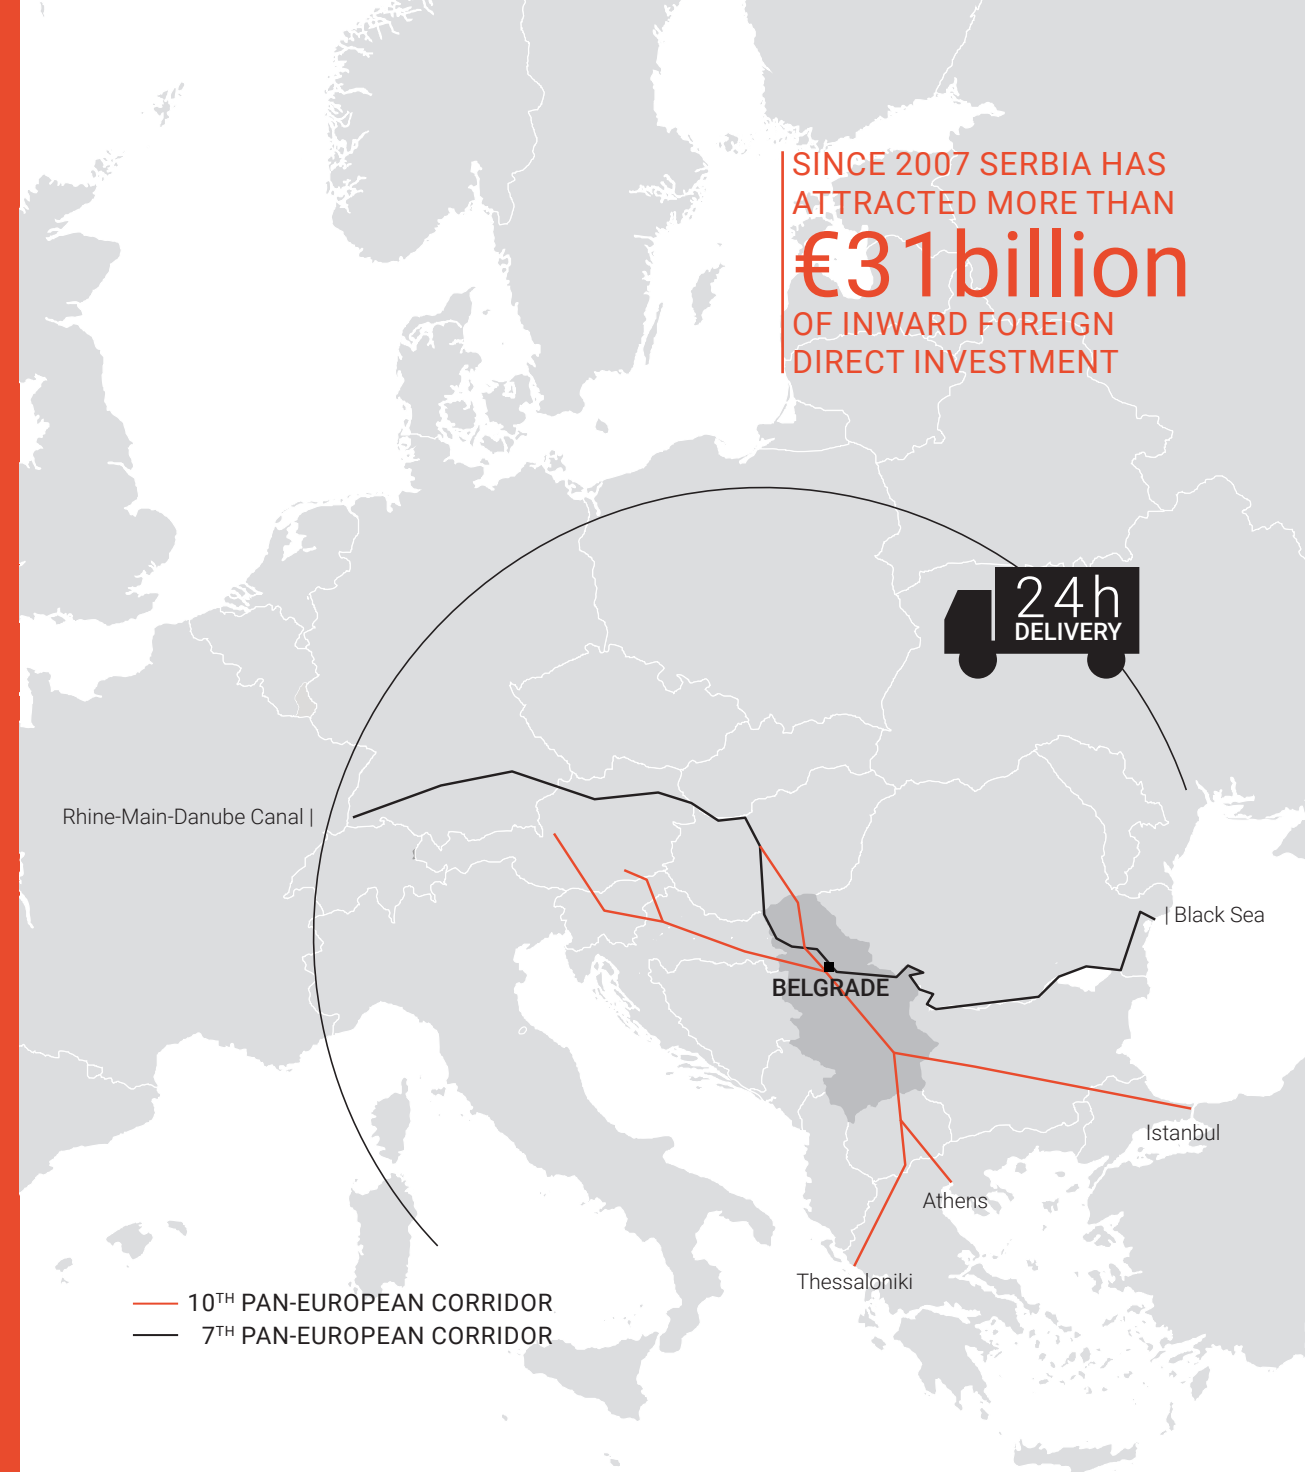 SINCE 2007 SERBIA HAS
ATTRACTED MORE THAN
€31billion
OF INWARD FOREIGN
DIRECT INVESTMENT
24h
DELIVERY
Rhine-Main-Danube Canal |
| Black Sea
BELGRADE
Istanbul
Athens
Thessaloniki
10TH PAN-EUROPEAN CORRIDOR
7TH PAN-EUROPEAN CORRIDOR